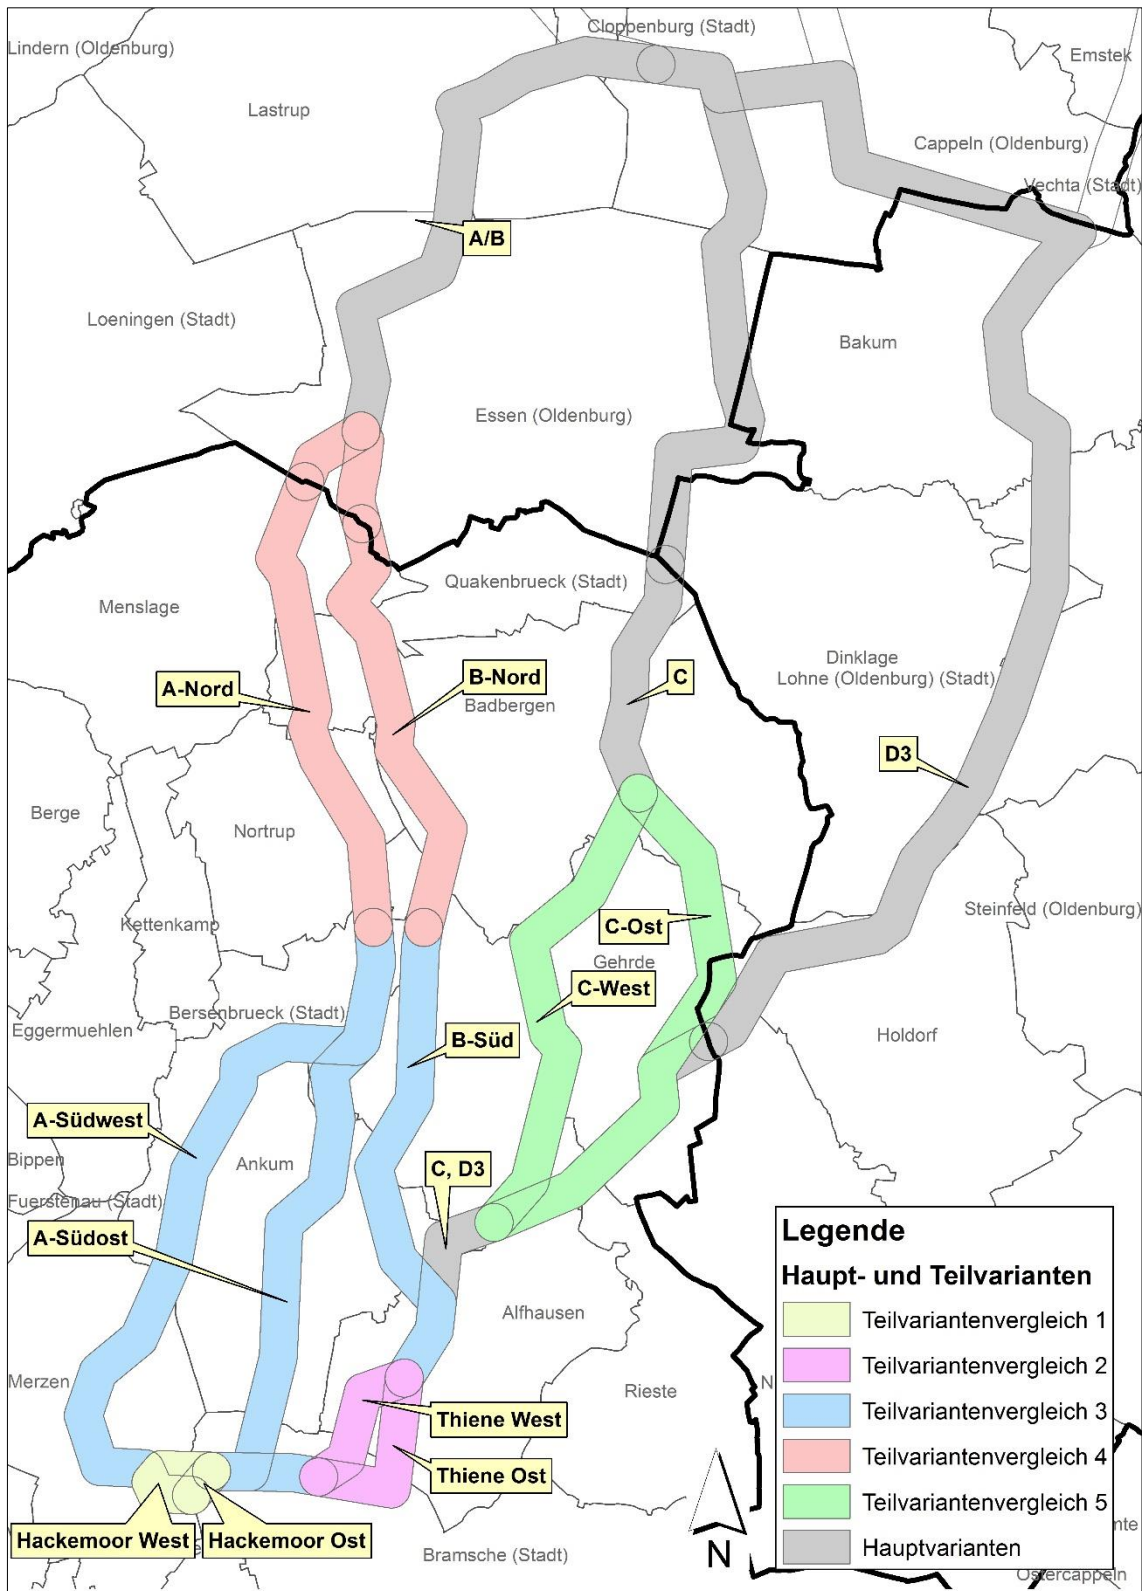 Cloppenburg (Stadt)
Lindern (Oldenburg)
Emstek
Lastrup
Cappeln (Oldenburg)
Vechta (Stadt)
A/B
Loeningen (Stadt)
Bakum
Essen (Oldenburg)
Quakenbrueck (Stadt)
Menslage
Dinklage
Lohne (Oldenburg) (Stadt)
A-Nord
B-Nord
C
Badbergen
D3
Berge
Nortrup
Steinfeld (Oldenburg)
Kettenkamp
C-Ost
Gehrde
C-West
Bersenbrueck (Stadt)
Eggermuehlen
B-Süd
Holdorf
A-Südwest
Bippen
Ankum
C, D3
Fuerstenau (Stadt)
A-Südost
Alfhausen
Merzen
Rieste
N
Thiene West
Thiene Ost
Hackemoor West
Hackemoor Ost
Bramsche (Stadt)
N
Legende
Haupt- und Teilvarianten
Teilvariantenvergleich 1
Teilvariantenvergleich 2
Teilvariantenvergleich 3
Teilvariantenvergleich 4
Teilvariantenvergleich 5
Hauptvarianten
mte
Ostercappeln